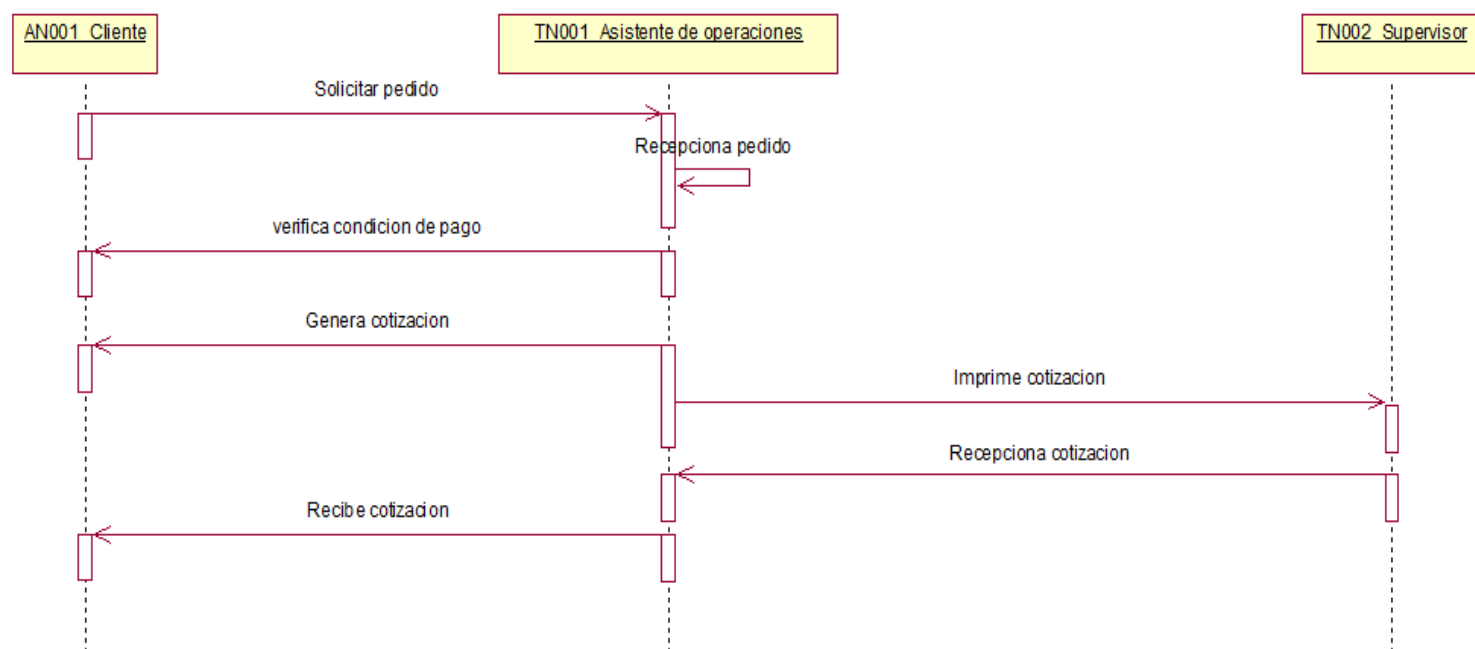 AN001_Cliente
TN001_Asistente de operaciones
TN002_Supervisor
Solicitar pedido
Recepciona pedido
verifica condicion de pago
Genera cotizacion
Imprime cotizacion
Recepciona cotizacion
Recibe cotizacion